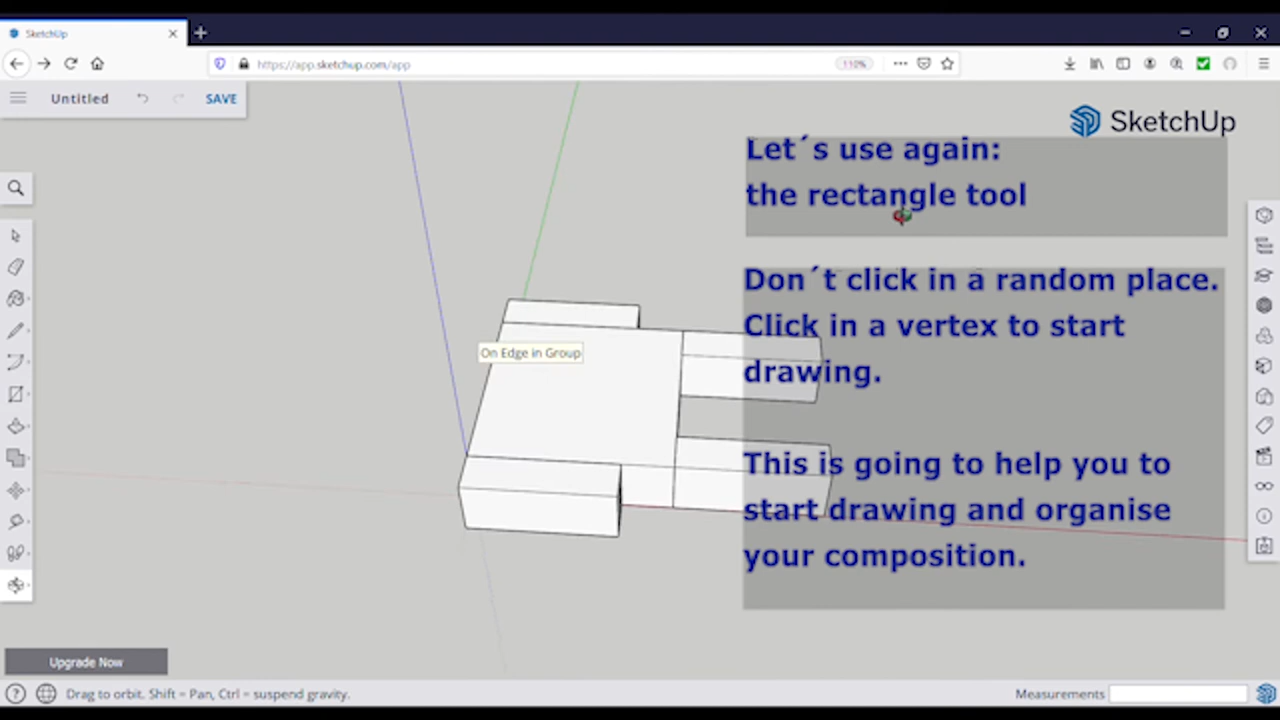 SketchUp
https://app.sketchup.com/app
110%
Untitled
SAVE
SketchUp
Let´s use again:
the rectangle tool
Don´t click in a random place.
Click in a vertex to start
drawing.
On Edge in Group
This is going to help you to
start drawing and organise
your composition.
Upgrade Now
Drag to orbit. Shift = Pan, Ctrl = suspend gravity.
Measurements